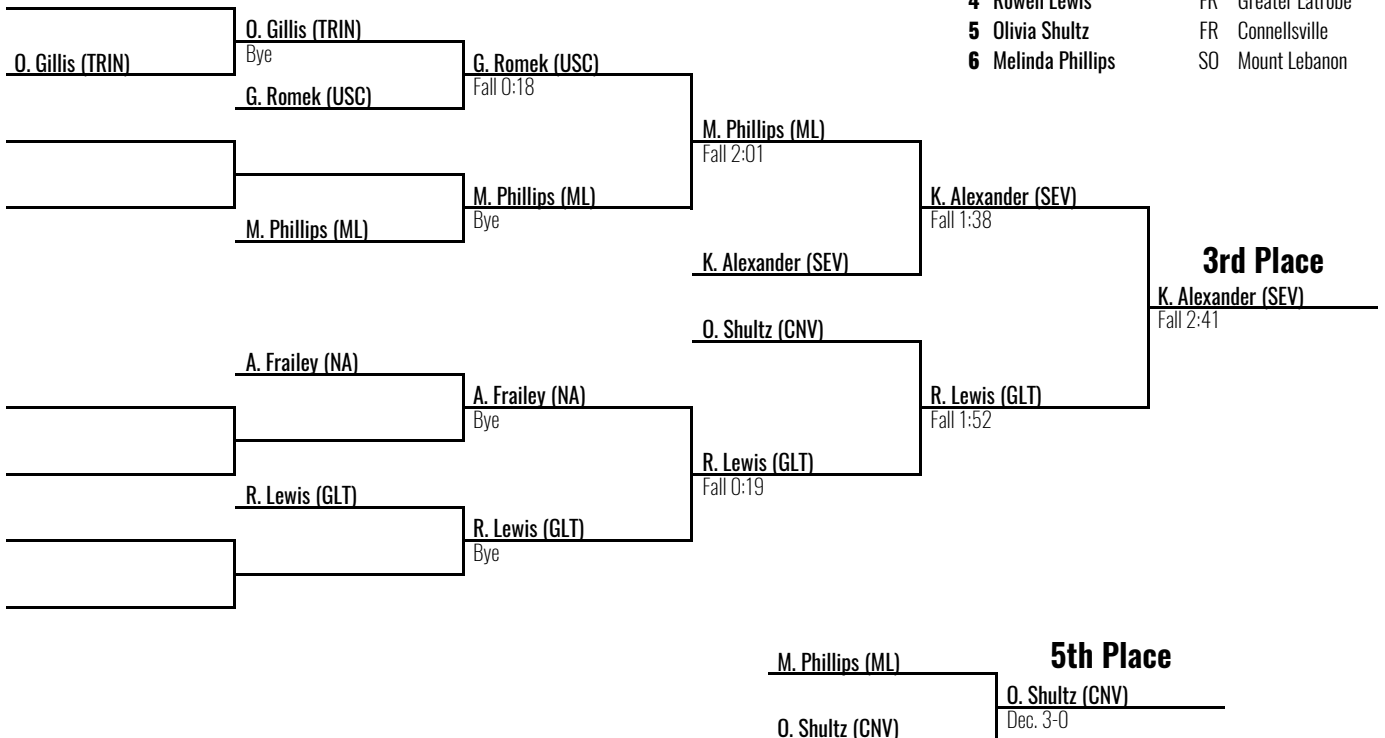 4 Rowen Lewis FR Greater Latrobe
5 Olivia Shultz FR Connellsville
6 Melinda Phillips SO Mount Lebanon
O. Gillis (TRIN)
O. Gillis (TRIN)
Bye
G. Romek (USC)
G. Romek (USC)
Fall 0:18
M. Phillips (ML)
Fall 2:01
M. Phillips (ML)
M. Phillips (ML)
Bye
K. Alexander (SEV)
Fall 1:38
K. Alexander (SEV)
3rd Place
K. Alexander (SEV)
Fall 2:41
O. Shultz (CNV)
A. Frailey (NA)
A. Frailey (NA)
Bye
R. Lewis (GLT)
Fall 1:52
R. Lewis (GLT)
Fall 0:19
R. Lewis (GLT)
R. Lewis (GLT)
Bye
5th Place
M. Phillips (ML)
O. Shultz (CNV)
Dec. 3-0
O. Shultz (CNV)